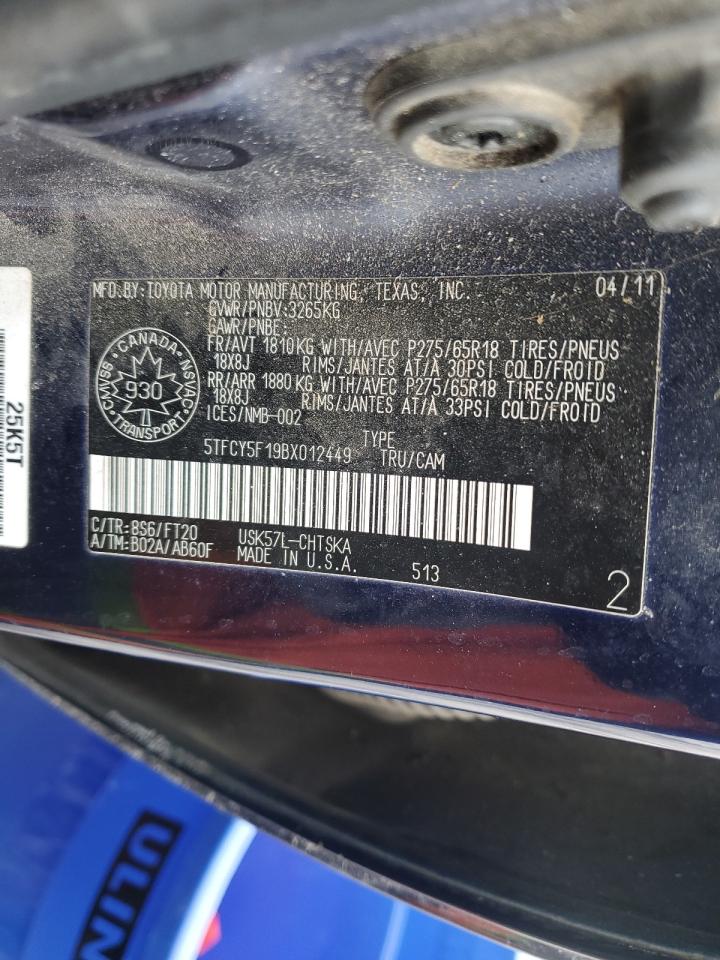 MFD.BY:TOYOTA MOTOR MANUFACTURING, TEXAS, INC. 04/11
GVWR/PNBV:3265KG
GAWR/PNBE:
FR/AVT 1810KG WITH/AVEC P275/65R18 TIRES/PNEUS
18X8J RIMS/JANTES AT/A 30PSI COLD/FROID
RR/ARR 1880KG WITH/AVEC P275/65R18 TIRES/PNEUS
18X8J RIMS/JANTES AT/A 33PSI COLD/FROID
ICES/NMB-002
CANADA
CMVSS 930 NSVAC
TRANSPORT
TYPE
5TFCY5F19BX012449 TRU/CAM
C/TR:8S6/FT20 USK57L-CHTSKA
A/TM:B02A/AB60F MADE IN U.S.A. 513
2
25K5T
ULIN